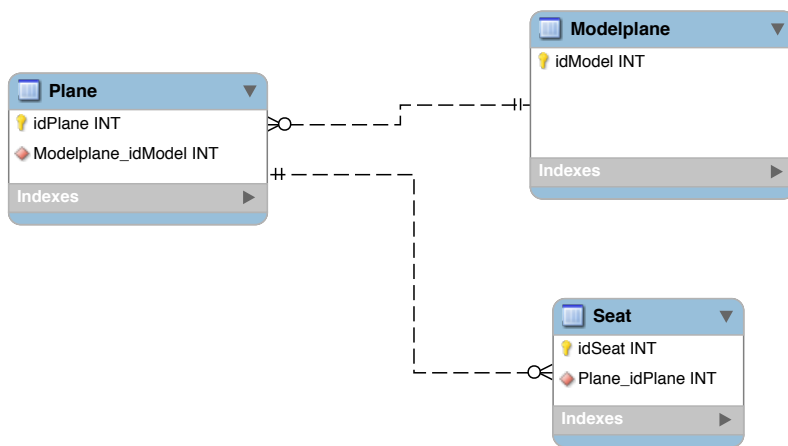 Modelplane
idModel INT
Indexes
Plane
idPlane INT
Modelplane_idModel INT
Indexes
Seat
idSeat INT
Plane_idPlane INT
Indexes